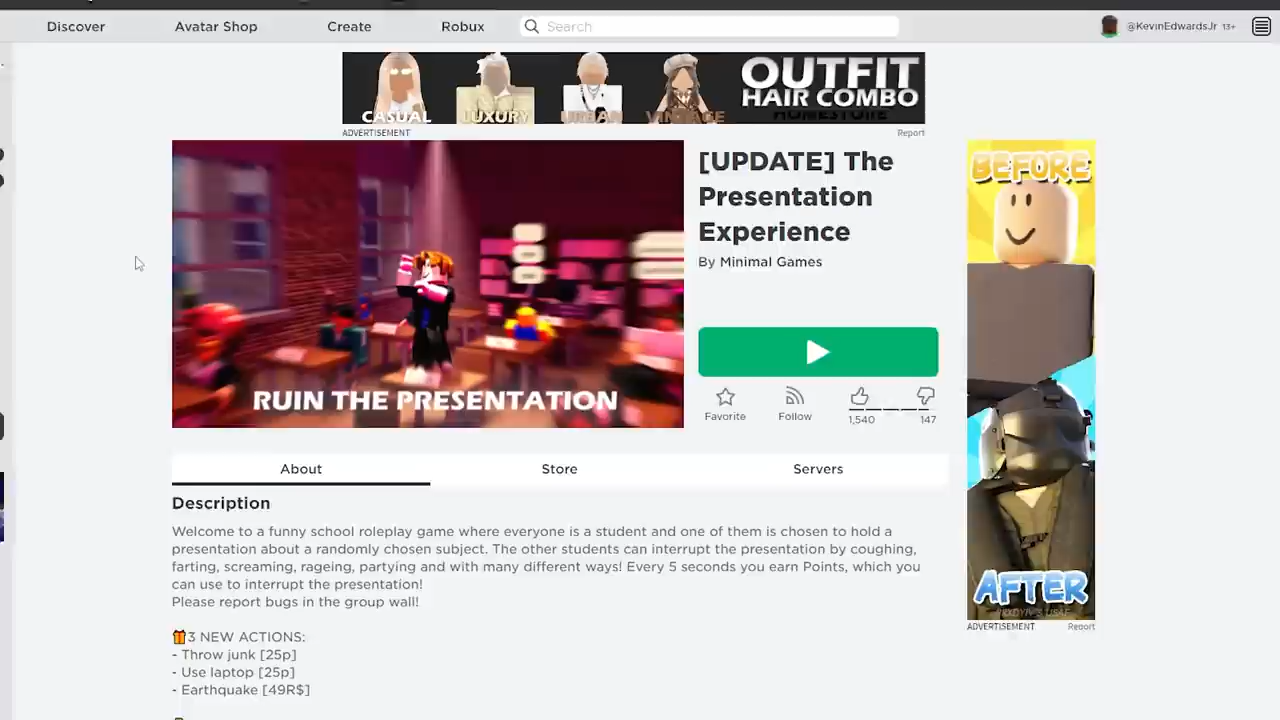 Discover Avatar Shop Create Robux Search @KevinEdwardsJr 13+
OUTFIT
HAIR COMBO
HOMESTORE
CASUAL LUXURY URBAN VINTAGE
ADVERTISEMENT Report
RUIN THE PRESENTATION
[UPDATE] The
Presentation
Experience
By Minimal Games
Favorite Follow 1,540 147
BEFORE
AFTER
ADVERTISEMENT Report
About Store Servers
Description
Welcome to a funny school roleplay game where everyone is a student and one of them is chosen to hold a
presentation about a randomly chosen subject. The other students can interrupt the presentation by coughing,
farting, screaming, rageing, partying and with many different ways! Every 5 seconds you earn Points, which you
can use to interrupt the presentation!
Please report bugs in the group wall!
🎁3 NEW ACTIONS:
- Throw junk [25p]
- Use laptop [25p]
- Earthquake [49R$]